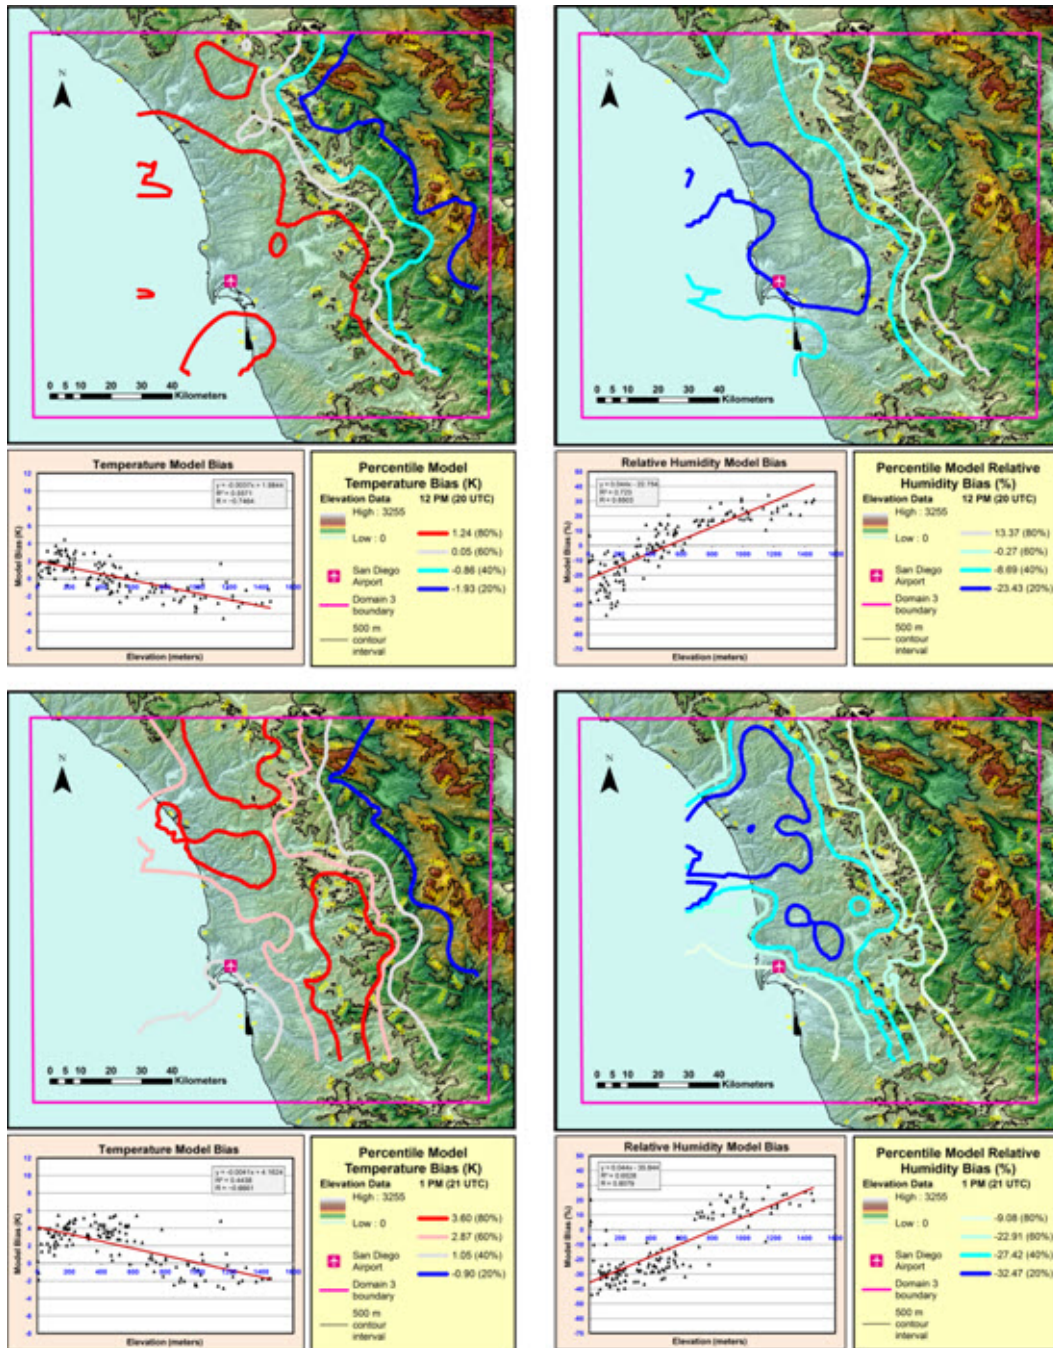 N
0 5 10 20 30 40
Kilometers
N
0 5 10 20 30 40
Kilometers
Temperature Model Bias
R = -0.7464
Model Bias (K)
Elevation (meters)
Percentile Model
Temperature Bias (K)
Elevation Data 12 PM (20 UTC)
High : 3255
Low : 0
San Diego
Airport
Domain 3
boundary
500 m
contour
interval
1.24 (80%)
0.05 (60%)
-0.86 (40%)
-1.93 (20%)
Relative Humidity Model Bias
Model Bias (%)
Elevation (meters)
Percentile Model Relative
Humidity Bias (%)
Elevation Data 12 PM (20 UTC)
High : 3255
Low : 0
San Diego
Airport
Domain 3
boundary
500 m
contour
interval
13.37 (80%)
-0.27 (60%)
-8.69 (40%)
-23.43 (20%)
N
0 5 10 20 30 40
Kilometers
N
0 5 10 20 30 40
Kilometers
Temperature Model Bias
Model Bias (K)
Elevation (meters)
Percentile Model
Temperature Bias (K)
Elevation Data 1 PM (21 UTC)
High : 3255
Low : 0
San Diego
Airport
Domain 3
boundary
500 m
contour
interval
3.60 (80%)
2.87 (60%)
1.05 (40%)
-0.90 (20%)
Relative Humidity Model Bias
Model Bias (%)
Elevation (meters)
Percentile Model Relative
Humidity Bias (%)
Elevation Data 1 PM (21 UTC)
High : 3255
Low : 0
San Diego
Airport
Domain 3
boundary
500 m
contour
interval
-9.08 (80%)
-22.91 (60%)
-27.42 (40%)
-32.47 (20%)